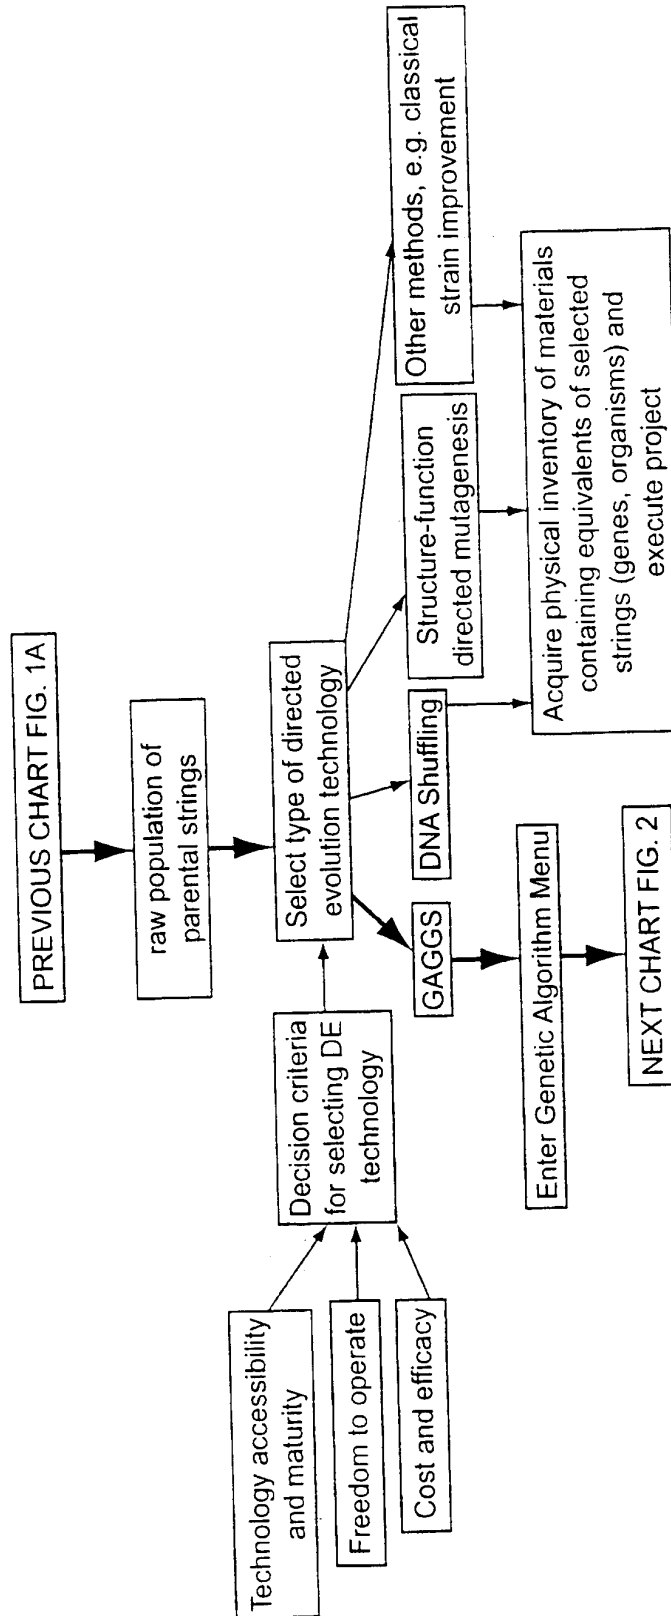 PREVIOUS CHART FIG. 1A
raw population of
parental strings
Technology accessibility
and maturity
Freedom to operate
Cost and efficacy
Decision criteria
for selecting DE
technology
Select type of directed
evolution technology
GAGGS
DNA Shuffling
Structure-function
directed mutagenesis
Other methods, e.g. classical
strain improvement
Enter Genetic Algorithm Menu
Acquire physical inventory of materials
containing equivalents of selected
strings (genes, organisms) and
execute project
NEXT CHART FIG. 2